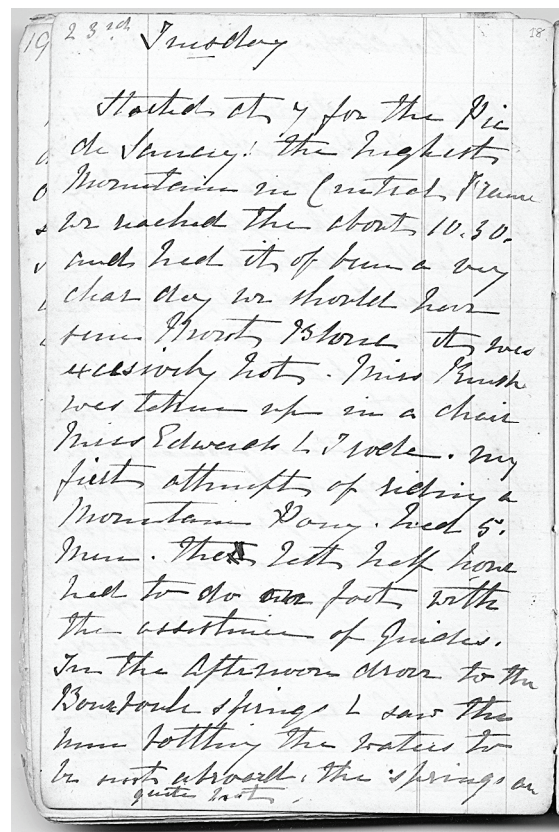 19 23rd Tuesday 18
Started at 7 for the Pic
de Sancy. the highest
Mountain in Central France
we reached the about 10.30.
and had it of been a very
clear day we should have
seen Mont Blanc it was
excessively hot. Miss Rush
was taken up in a chair
Miss Edwards & I rode. my
first attempt of riding a
Mountain Pony. had 5.
Men. The last half hour
had to do on foot with
the assistance of Guides.
In the Afternoon drove to the
Bourboule springs & saw the
men bottling the waters to
be sent abroad, the springs are
quite hot.